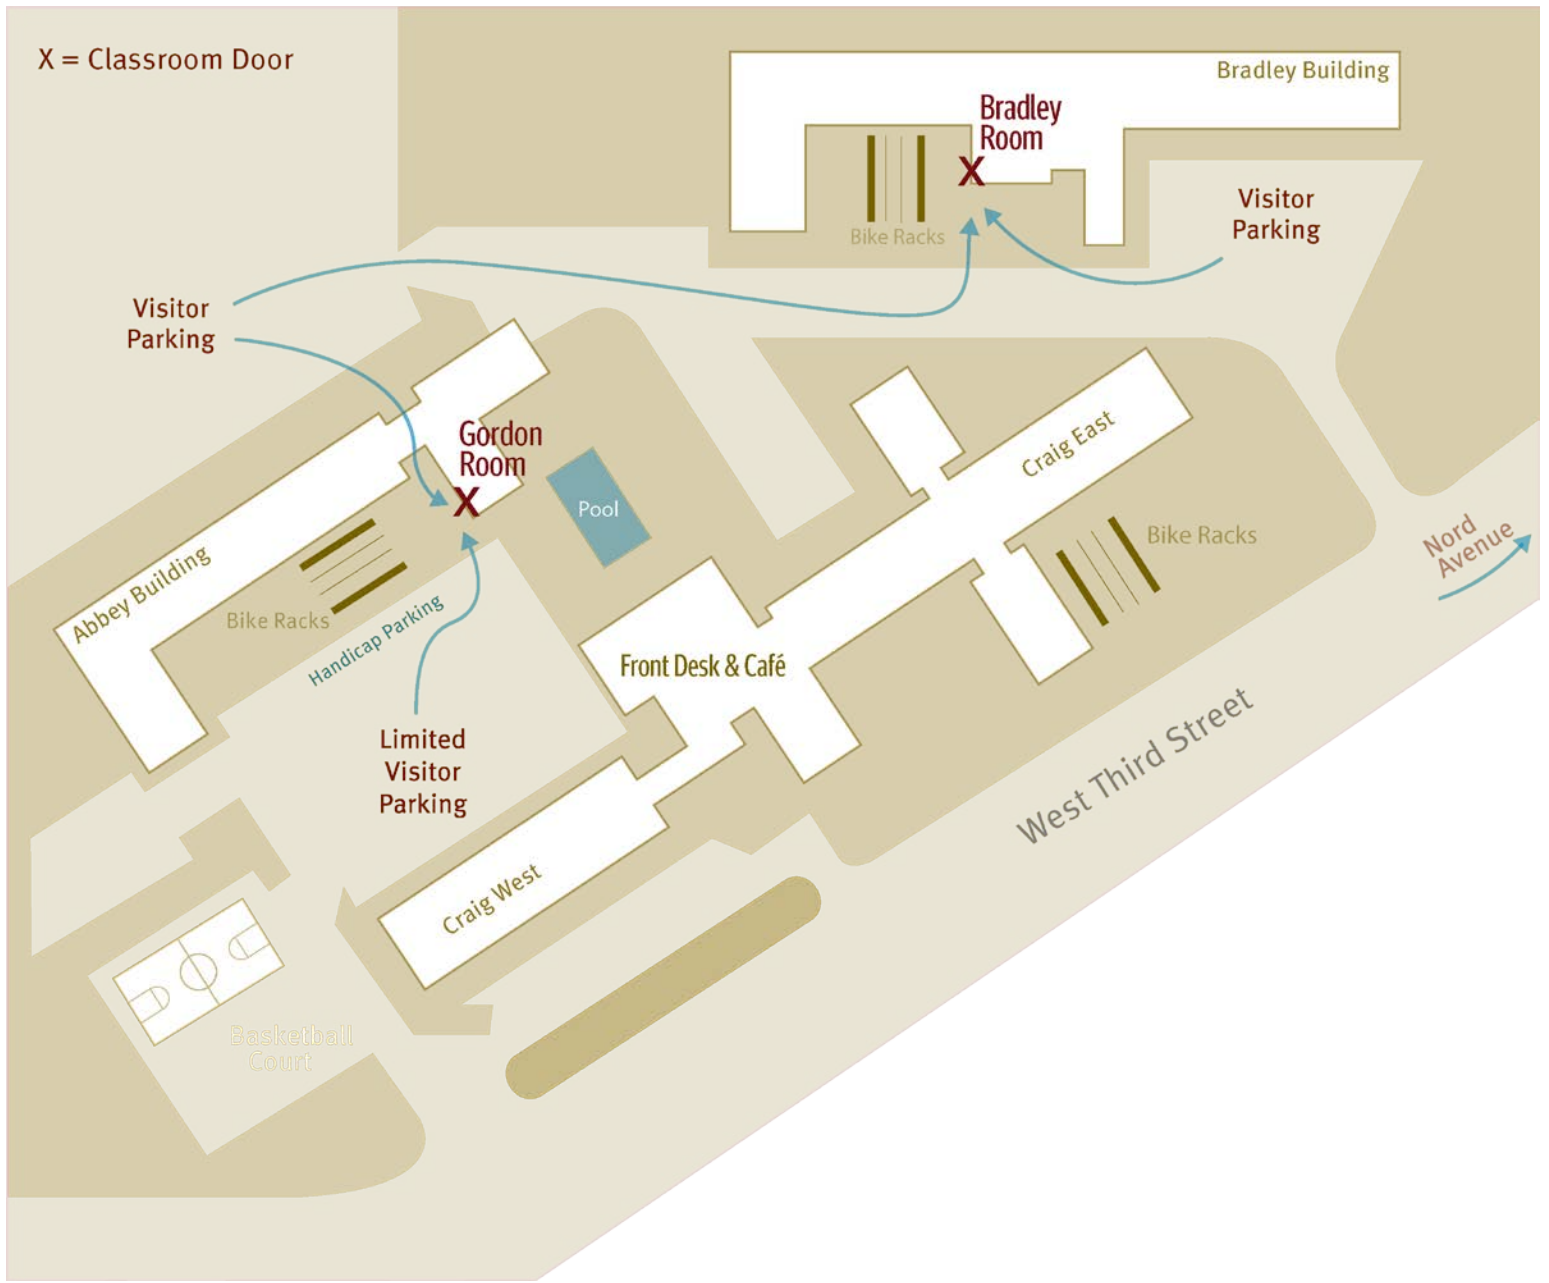 X = Classroom Door
Bradley Building
Bradley
Room
X
Visitor
Parking
Bike Racks
Visitor
Parking
Gordon
Room
X
Craig East
Pool
Bike Racks
Nord
Avenue
Abbey Building
Bike Racks
Handicap Parking
Front Desk & Café
Limited
Visitor
Parking
West Third Street
Craig West
Basketball
Court